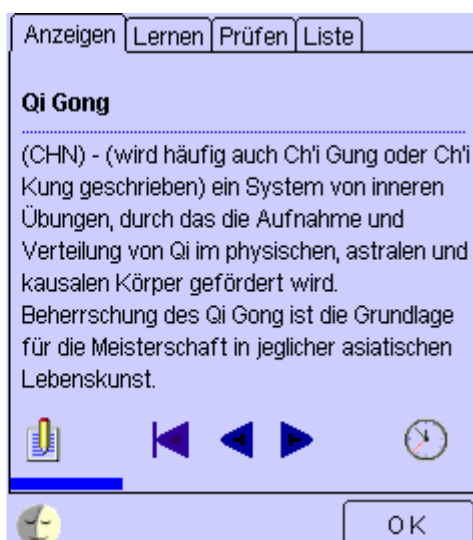 Anzeigen Lernen Prüfen Liste
Qi Gong
(CHN) - (wird häufig auch Ch'i Gung oder Ch'i
Kung geschrieben) ein System von inneren
Übungen, durch das die Aufnahme und
Verteilung von Qi im physischen, astralen und
kausalen Körper gefördert wird.
Beherrschung des Qi Gong ist die Grundlage
für die Meisterschaft in jeglicher asiatischen
Lebenskunst.
OK